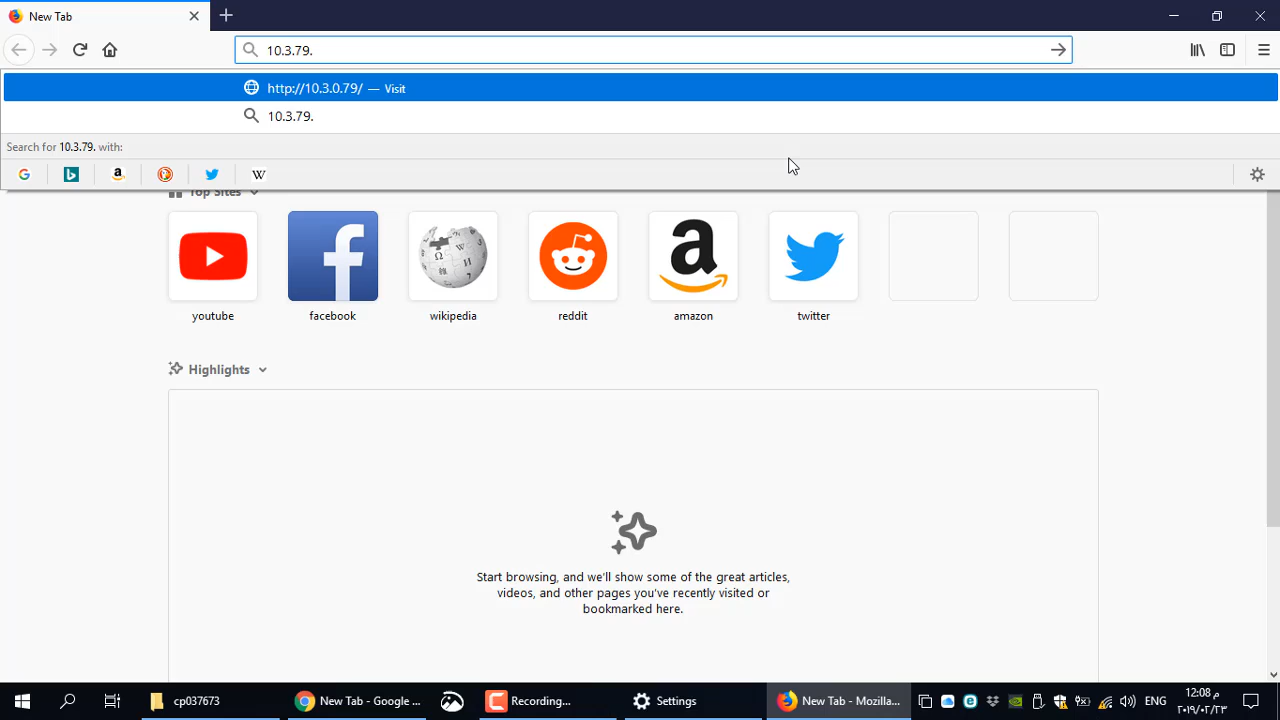 New Tab
10.3.79.
http://10.3.0.79/ — Visit
10.3.79.
Search for 10.3.79. with:
Top Sites
youtube
facebook
wikipedia
reddit
amazon
twitter
Highlights
Start browsing, and we'll show some of the great articles,
videos, and other pages you've recently visited or
bookmarked here.
cp037673
New Tab - Google ...
Recording...
Settings
New Tab - Mozilla...
ENG
12:08 م
٢٠١٩/٠٢/٢٣